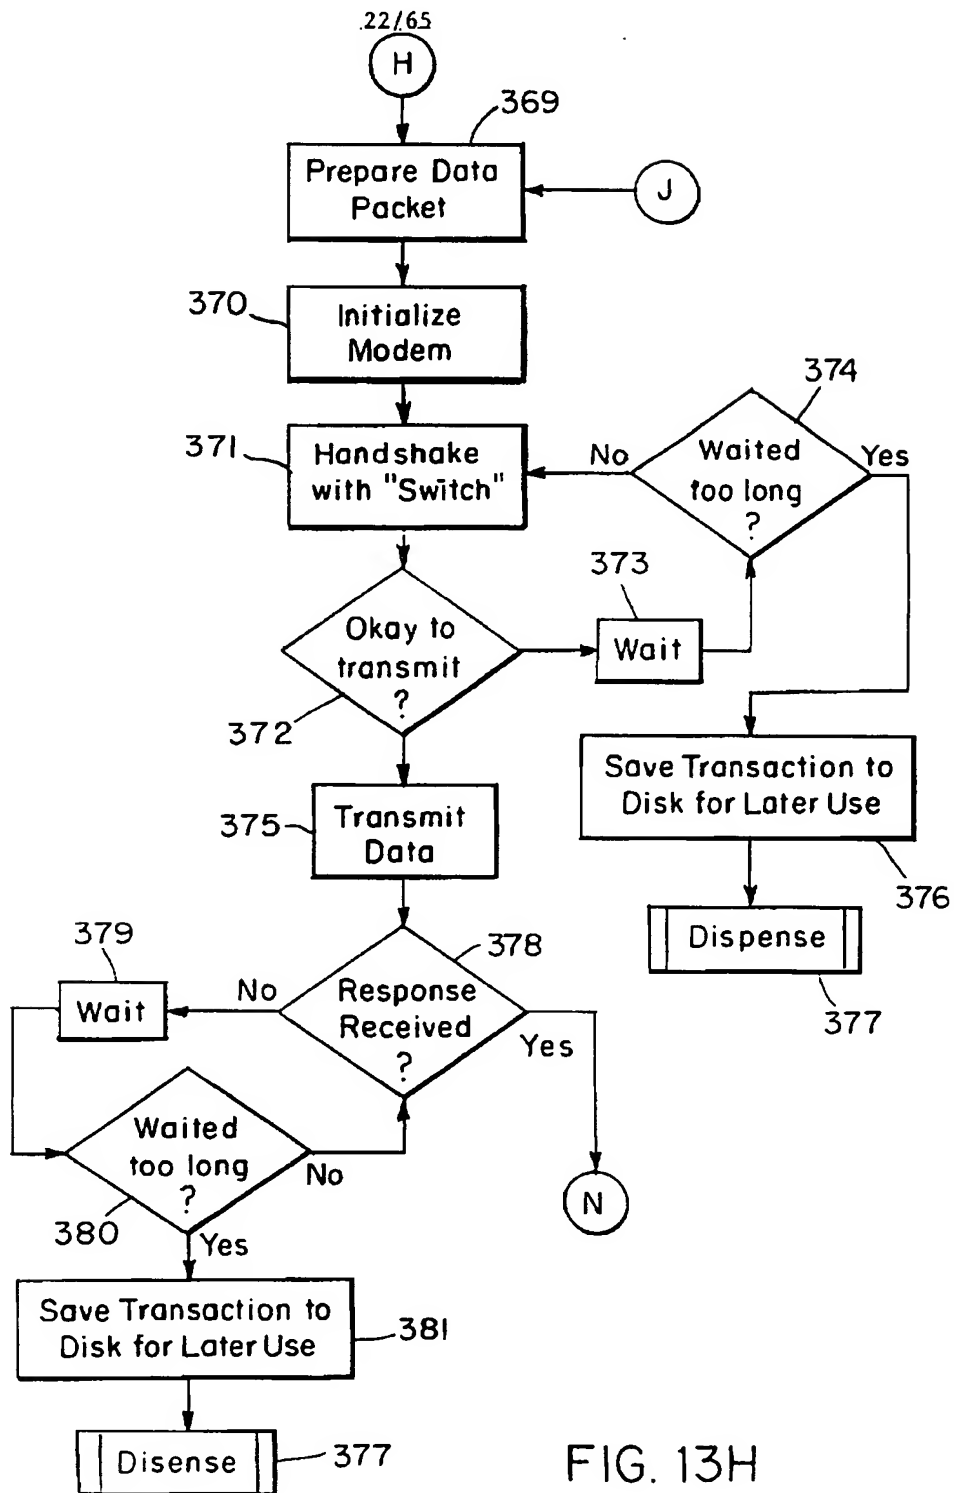 22/65
H
369
Prepare Data
Packet
J
370
Initialize
Modem
374
371
Handshake
with "Switch"
No
Waited
too long
?
Yes
373
Okay to
transmit
?
Wait
372
Save Transaction to
Disk for Later Use
375
Transmit
Data
376
379
378
Dispense
Wait
No
Response
Received
?
Yes
377
Waited
too long
?
No
380
Yes
N
Save Transaction to
Disk for Later Use
381
Disense
377
FIG. 13H